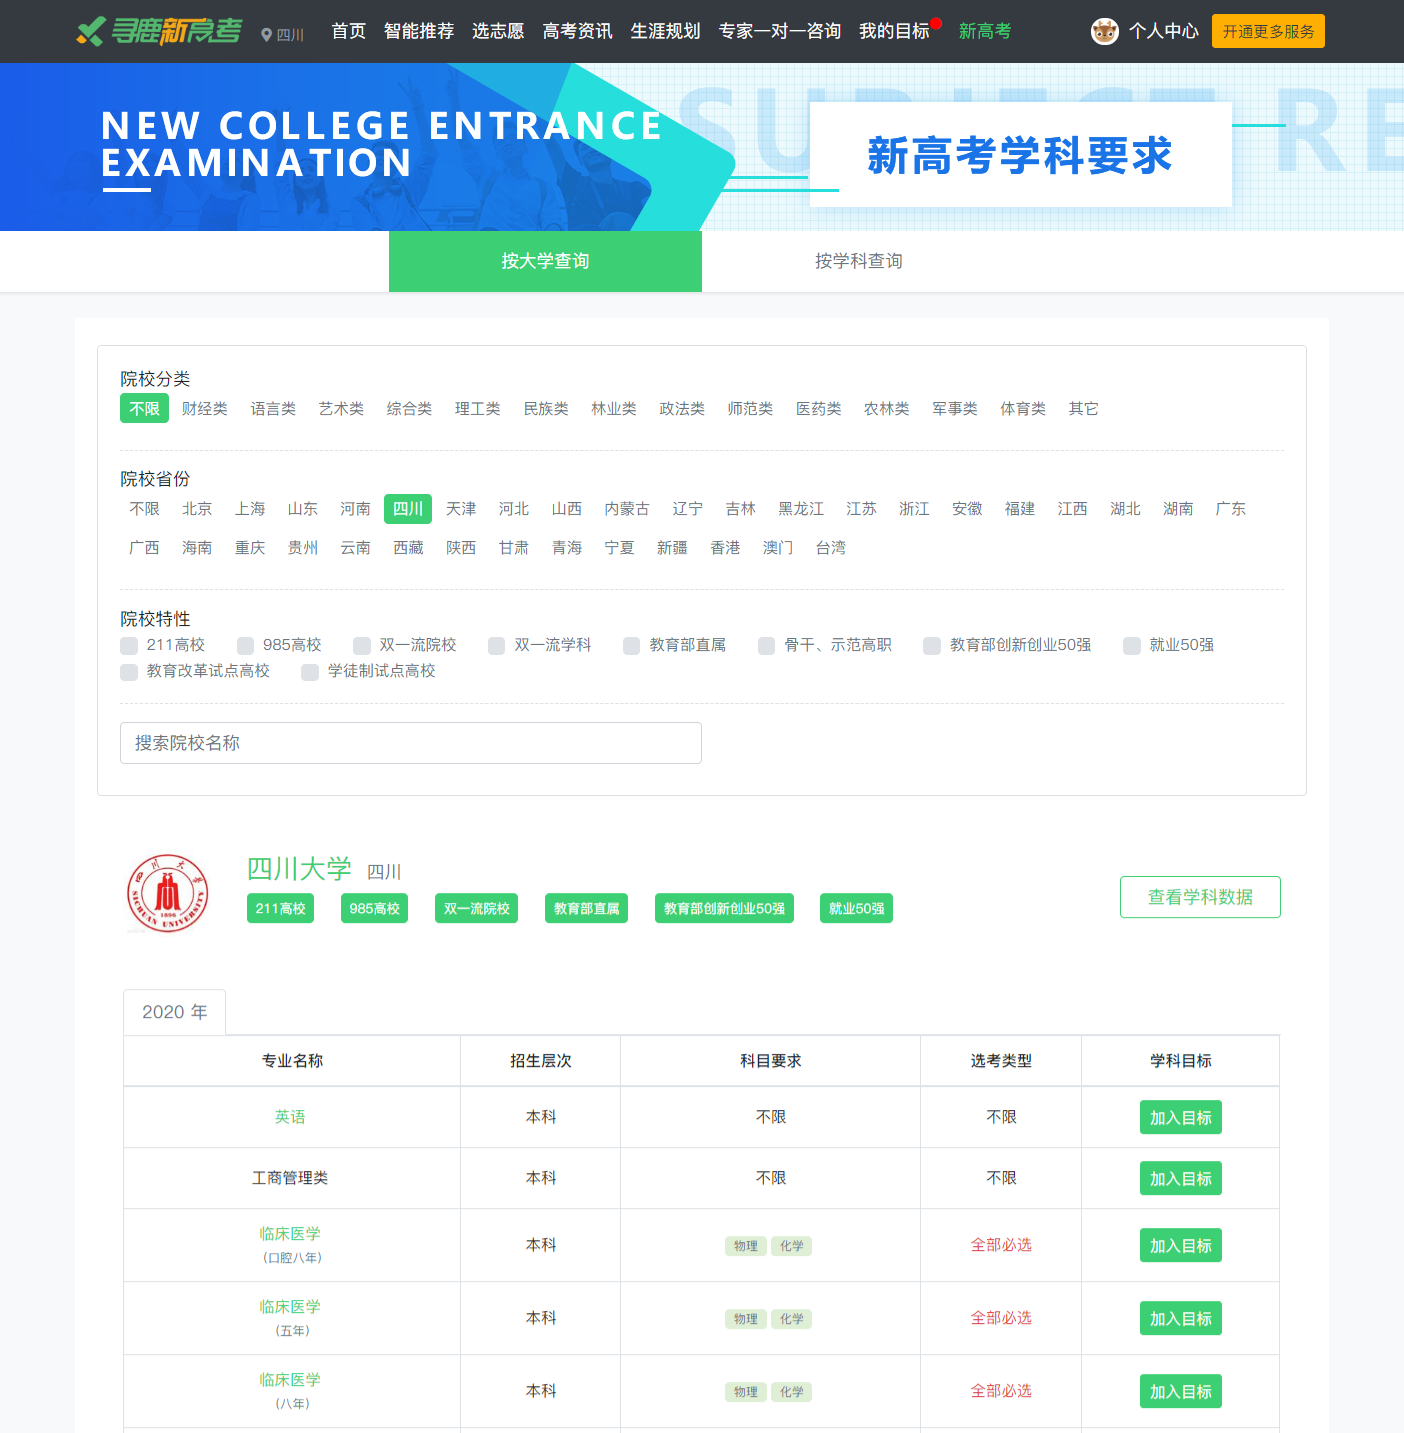 寻鹿新高考 四川 首页 智能推荐 选志愿 高考资讯 生涯规划 专家一对一咨询 我的目标 新高考 个人中心 开通更多服务
NEW COLLEGE ENTRANCE
EXAMINATION
SUBJECT RE
新高考学科要求
按大学查询 按学科查询
院校分类
不限 财经类 语言类 艺术类 综合类 理工类 民族类 林业类 政法类 师范类 医药类 农林类 军事类 体育类 其它
院校省份
不限 北京 上海 山东 河南 四川 天津 河北 山西 内蒙古 辽宁 吉林 黑龙江 江苏 浙江 安徽 福建 江西 湖北 湖南 广东
广西 海南 重庆 贵州 云南 西藏 陕西 甘肃 青海 宁夏 新疆 香港 澳门 台湾
院校特性
211高校 985高校 双一流院校 双一流学科 教育部直属 骨干、示范高职 教育部创新创业50强 就业50强
教育改革试点高校 学徒制试点高校
搜索院校名称
四川大学 四川
211高校 985高校 双一流院校 教育部直属 教育部创新创业50强 就业50强
查看学科数据
四川大学
1896
SICHUAN UNIVERSITY
2020 年
专业名称 招生层次 科目要求 选考类型 学科目标
英语 本科 不限 不限 加入目标
工商管理类 本科 不限 不限 加入目标
临床医学
(口腔八年) 本科 物理 化学 全部必选 加入目标
临床医学
(五年) 本科 物理 化学 全部必选 加入目标
临床医学
(八年) 本科 物理 化学 全部必选 加入目标